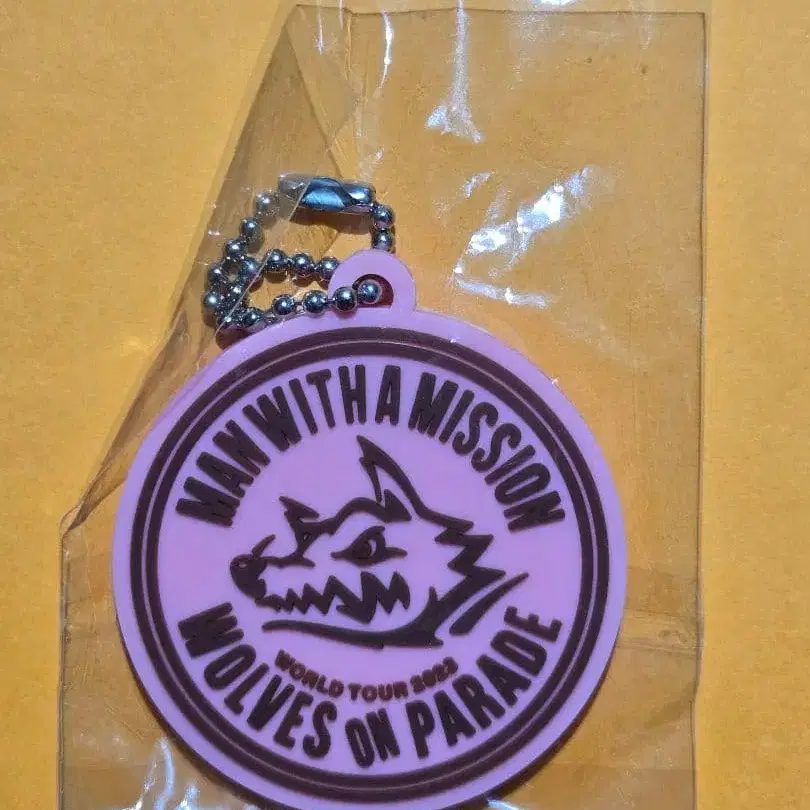 MAN WITH A MISSION
WORLD TOUR 2023
WOLVES ON PARADE